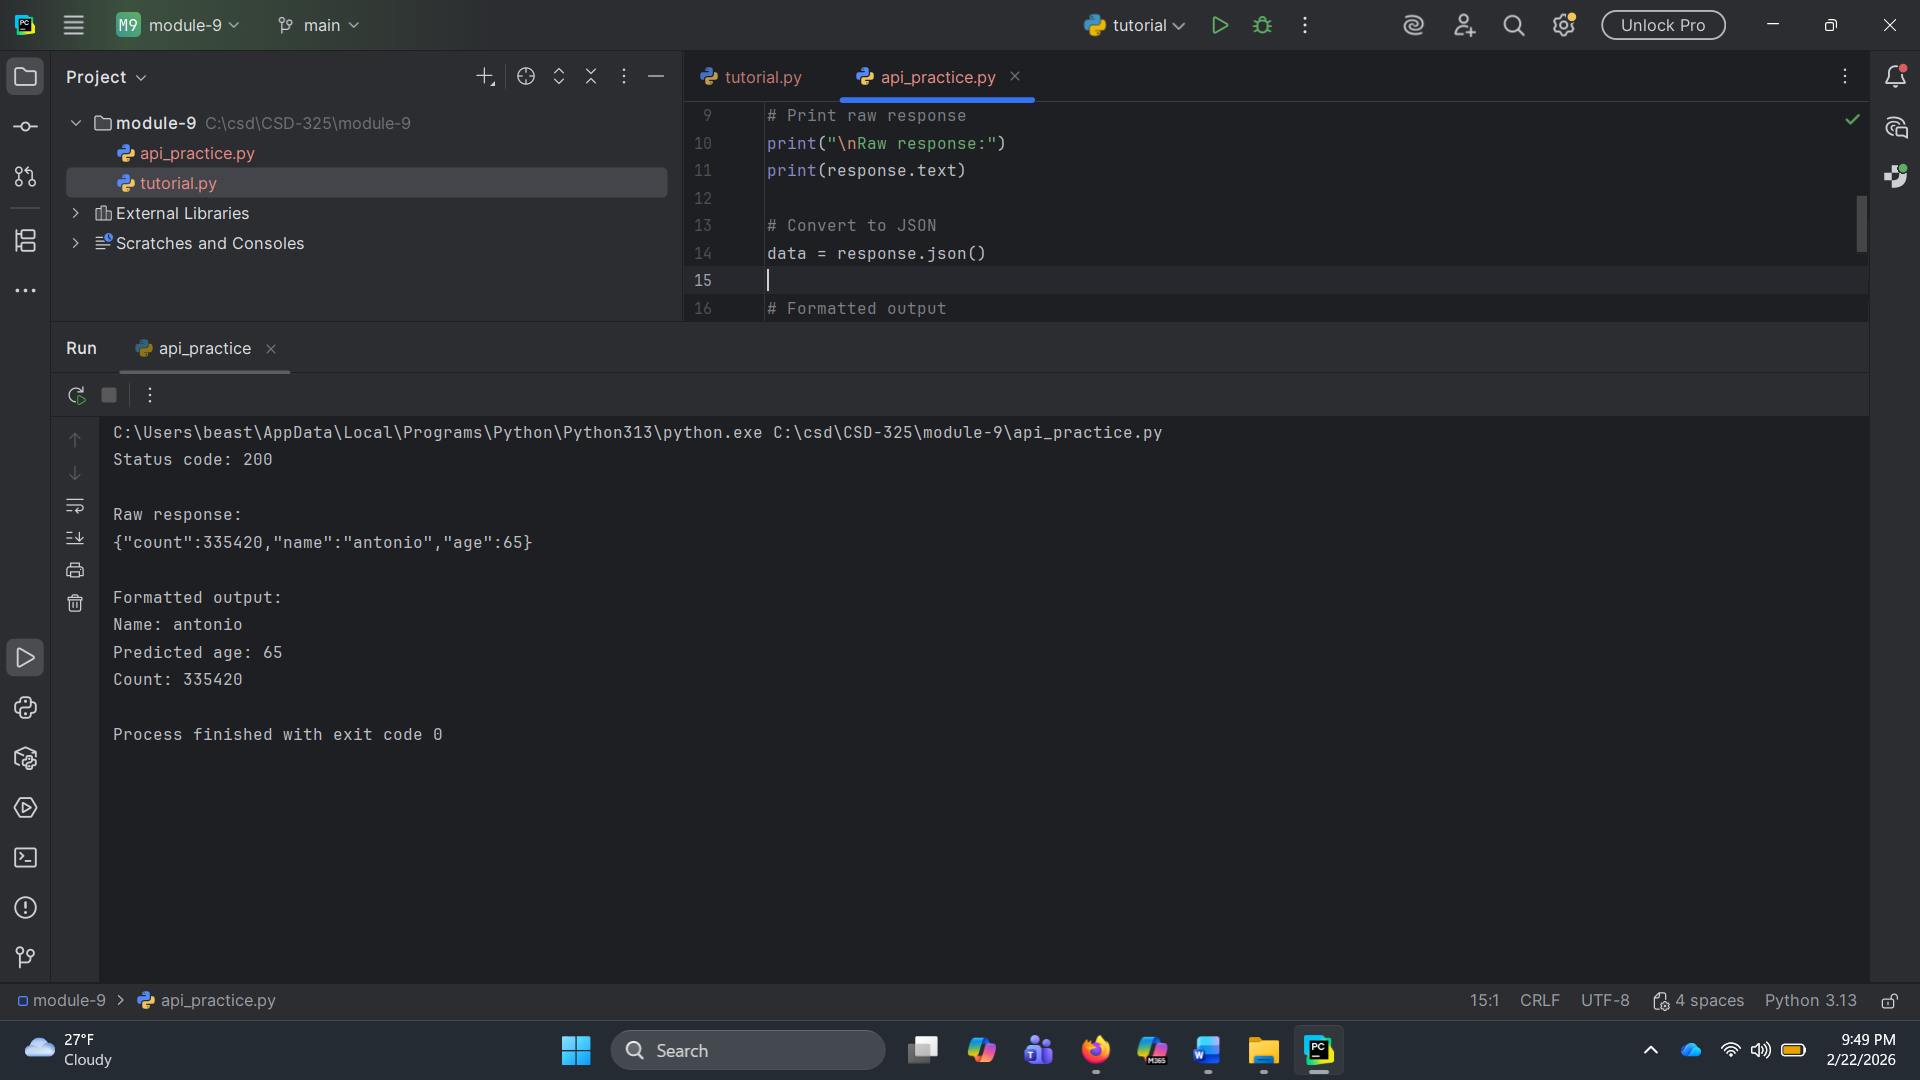 PC
M9 module-9
main
tutorial
Unlock Pro
Project
module-9 C:\csd\CSD-325\module-9
api_practice.py
tutorial.py
External Libraries
Scratches and Consoles
tutorial.py
api_practice.py
9 # Print raw response
10 print("\nRaw response:")
11 print(response.text)
12
13 # Convert to JSON
14 data = response.json()
15
16 # Formatted output
Run
api_practice
C:\Users\beast\AppData\Local\Programs\Python\Python313\python.exe C:\csd\CSD-325\module-9\api_practice.py
Status code: 200
Raw response:
{"count":335420,"name":"antonio","age":65}
Formatted output:
Name: antonio
Predicted age: 65
Count: 335420
Process finished with exit code 0
module-9 > api_practice.py
15:1 CRLF UTF-8 4 spaces Python 3.13
27°F
Cloudy
Search
T
M365
W
PC
9:49 PM
2/22/2026